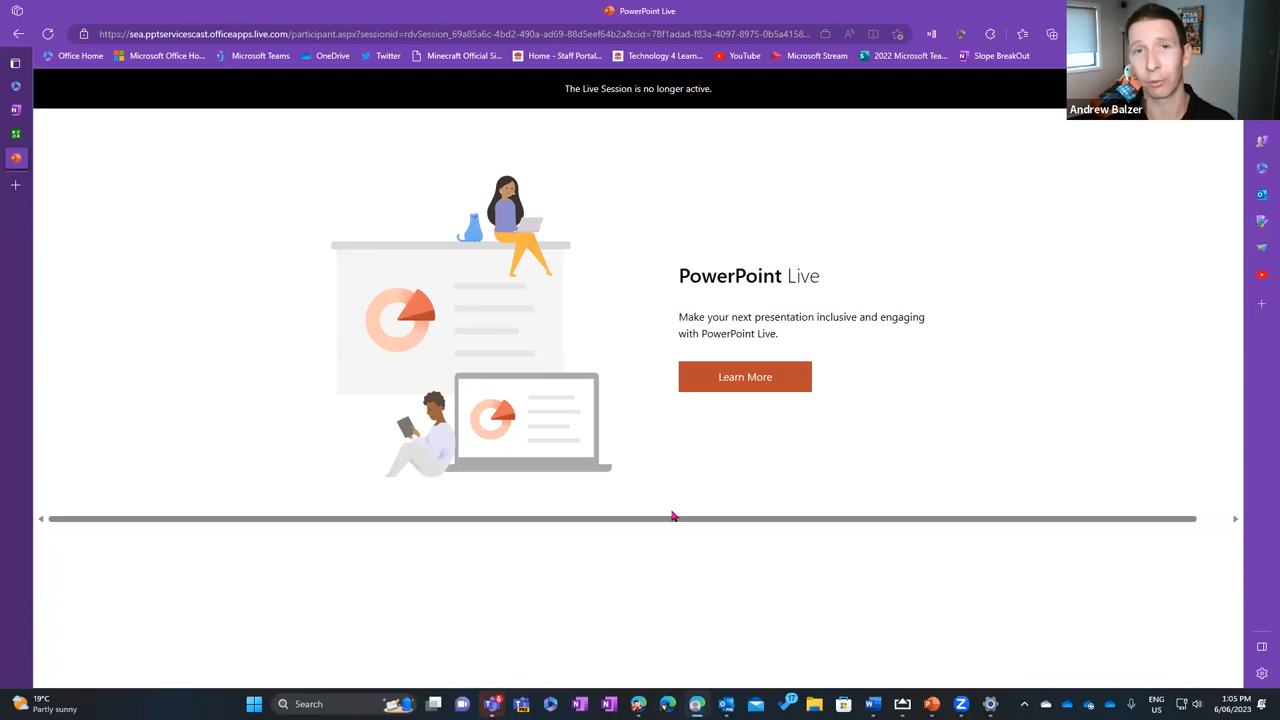 PowerPoint Live
https://sea.pptservicescast.officeapps.live.com/participant.aspx?sessionid=rdvSession_69a85a6c-4bd2-490a-ad69-88d5eef64b2a&cid=78f1adad-f83a-4097-8975-0b5a4158...
Office Home
Microsoft Office Ho...
Microsoft Teams
OneDrive
Twitter
Minecraft Official Si...
Home - Staff Portal...
Technology 4 Learn...
YouTube
Microsoft Stream
2022 Microsoft Tea...
Slope BreakOut
STAR WARS
Andrew Balzer
The Live Session is no longer active.
PowerPoint Live
Make your next presentation inclusive and engaging
with PowerPoint Live.
Learn More
19°C
Partly sunny
Search
6
17
ENG
US
1:05 PM
6/06/2023